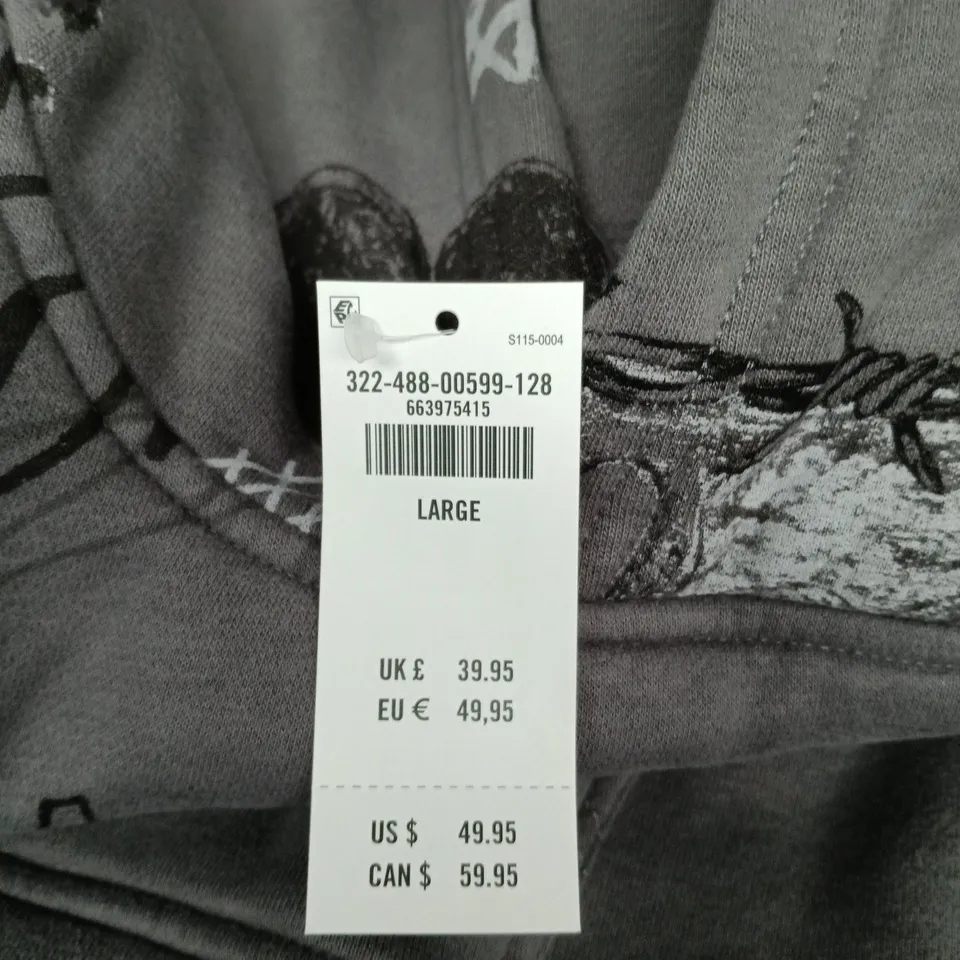 S115-0004
322-488-00599-128
663975415
LARGE
UK £ 39.95
EU € 49,95
US $ 49.95
CAN $ 59.95